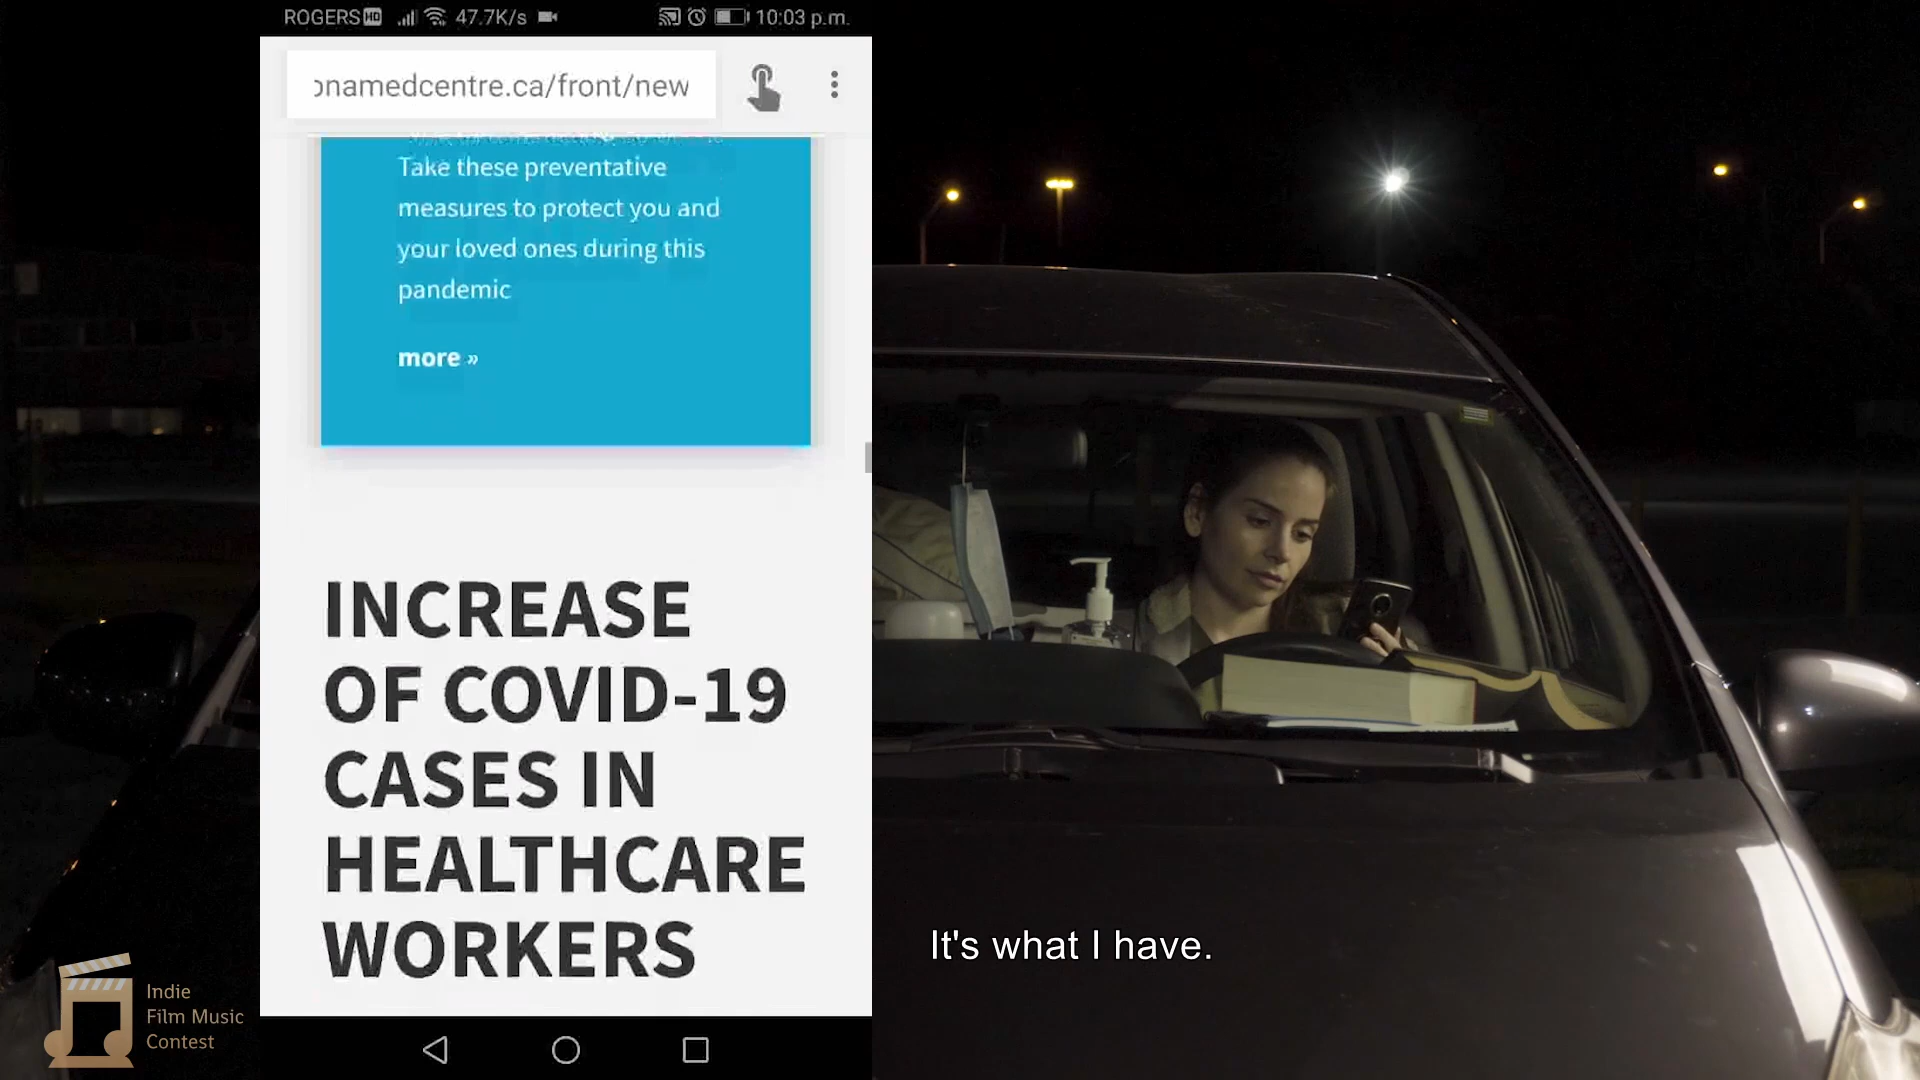 ROGERS HD 47.7K/s 10:03 p.m.
onamedcentre.ca/front/new
Take these preventative
measures to protect you and
your loved ones during this
pandemic
more »
INCREASE
OF COVID-19
CASES IN
HEALTHCARE
WORKERS
It's what I have.
Indie
Film Music
Contest